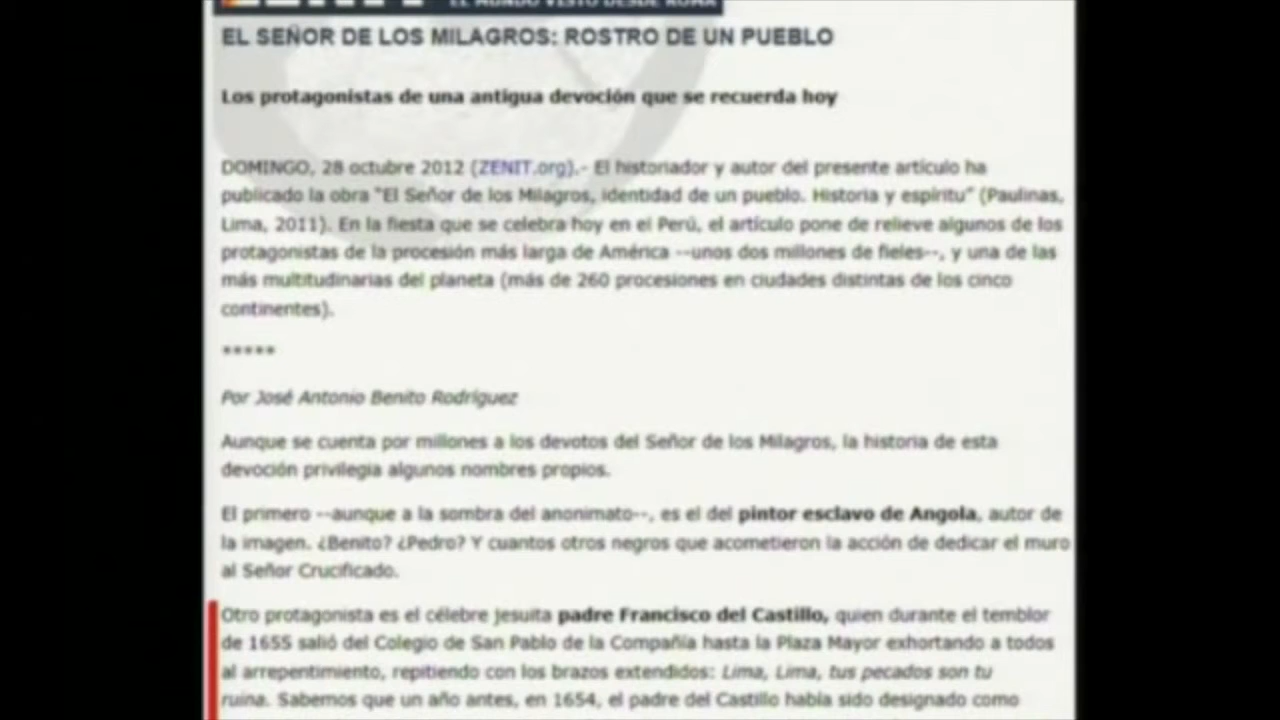 EL MUNDO VISTO DESDE ROMA
EL SEÑOR DE LOS MILAGROS: ROSTRO DE UN PUEBLO
Los protagonistas de una antigua devoción que se recuerda hoy
DOMINGO, 28 octubre 2012 (ZENIT.org).- El historiador y autor del presente artículo ha
publicado la obra "El Señor de los Milagros, identidad de un pueblo. Historia y espíritu" (Paulinas,
Lima, 2011). En la fiesta que se celebra hoy en el Perú, el artículo pone de relieve algunos de los
protagonistas de la procesión más larga de América --unos dos millones de fieles--, y una de las
más multitudinarias del planeta (más de 260 procesiones en ciudades distintas de los cinco
continentes).
*****
Por José Antonio Benito Rodríguez
Aunque se cuenta por millones a los devotos del Señor de los Milagros, la historia de esta
devoción privilegia algunos nombres propios.
El primero --aunque a la sombra del anonimato--, es el del pintor esclavo de Angola, autor de
la imagen. ¿Benito? ¿Pedro? Y cuantos otros negros que acometieron la acción de dedicar el muro
al Señor Crucificado.
Otro protagonista es el célebre jesuita padre Francisco del Castillo, quien durante el temblor
de 1655 salió del Colegio de San Pablo de la Compañía hasta la Plaza Mayor exhortando a todos
al arrepentimiento, repitiendo con los brazos extendidos: Lima, Lima, tus pecados son tu
ruina. Sabemos que un año antes, en 1654, el padre del Castillo había sido designado como